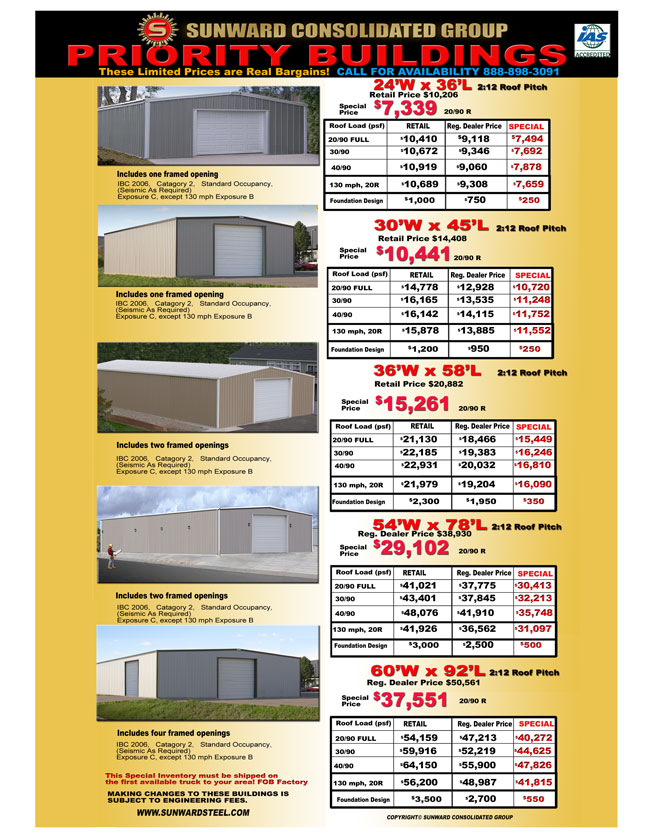 S SUNWARD CONSOLIDATED GROUP
PRIORITY BUILDINGS
IAS
ACCREDITED
These Limited Prices are Real Bargains! CALL FOR AVAILABILITY 888-898-3091
24'W x 36'L 2:12 Roof Pitch
Retail Price $10,206
Special Price $7,339 20/90 R
Roof Load (psf) RETAIL Reg. Dealer Price SPECIAL
20/90 FULL $10,410 $9,118 $7,494
30/90 $10,672 $9,346 $7,692
40/90 $10,919 $9,060 $7,878
130 mph, 20R $10,689 $9,308 $7,659
Foundation Design $1,000 $750 $250
Includes one framed opening
IBC 2006, Catagory 2, Standard Occupancy,
(Seismic As Required)
Exposure C, except 130 mph Exposure B
30'W x 45'L 2:12 Roof Pitch
Retail Price $14,408
Special Price $10,441 20/90 R
Roof Load (psf) RETAIL Reg. Dealer Price SPECIAL
20/90 FULL $14,778 $12,928 $10,720
30/90 $16,165 $13,535 $11,248
40/90 $16,142 $14,115 $11,752
130 mph, 20R $15,878 $13,885 $11,552
Foundation Design $1,200 $950 $250
Includes one framed opening
IBC 2006, Catagory 2, Standard Occupancy,
(Seismic As Required)
Exposure C, except 130 mph Exposure B
36'W x 58'L 2:12 Roof Pitch
Retail Price $20,882
Special Price $15,261 20/90 R
Roof Load (psf) RETAIL Reg. Dealer Price SPECIAL
20/90 FULL $21,130 $18,466 $15,449
30/90 $22,185 $19,383 $16,246
40/90 $22,931 $20,032 $16,810
130 mph, 20R $21,979 $19,204 $16,090
Foundation Design $2,300 $1,950 $350
Includes two framed openings
IBC 2006, Catagory 2, Standard Occupancy,
(Seismic As Required)
Exposure C, except 130 mph Exposure B
54'W x 78'L 2:12 Roof Pitch
Reg. Dealer Price $38,930
Special Price $29,102 20/90 R
Roof Load (psf) RETAIL Reg. Dealer Price SPECIAL
20/90 FULL $41,021 $37,775 $30,413
30/90 $43,401 $37,845 $32,213
40/90 $48,076 $41,910 $35,748
130 mph, 20R $41,926 $36,562 $31,097
Foundation Design $3,000 $2,500 $500
Includes two framed openings
IBC 2006, Catagory 2, Standard Occupancy,
(Seismic As Required)
Exposure C, except 130 mph Exposure B
60'W x 92'L 2:12 Roof Pitch
Reg. Dealer Price $50,561
Special Price $37,551 20/90 R
Roof Load (psf) RETAIL Reg. Dealer Price SPECIAL
20/90 FULL $54,159 $47,213 $40,272
30/90 $59,916 $52,219 $44,625
40/90 $64,150 $55,900 $47,826
130 mph, 20R $56,200 $48,987 $41,815
Foundation Design $3,500 $2,700 $550
Includes four framed openings
IBC 2006, Catagory 2, Standard Occupancy,
(Seismic As Required)
Exposure C, except 130 mph Exposure B
This Special Inventory must be shipped on
the first available truck to your area! FOB Factory
MAKING CHANGES TO THESE BUILDINGS IS
SUBJECT TO ENGINEERING FEES.
WWW.SUNWARDSTEEL.COM
COPYRIGHT© SUNWARD CONSOLIDATED GROUP